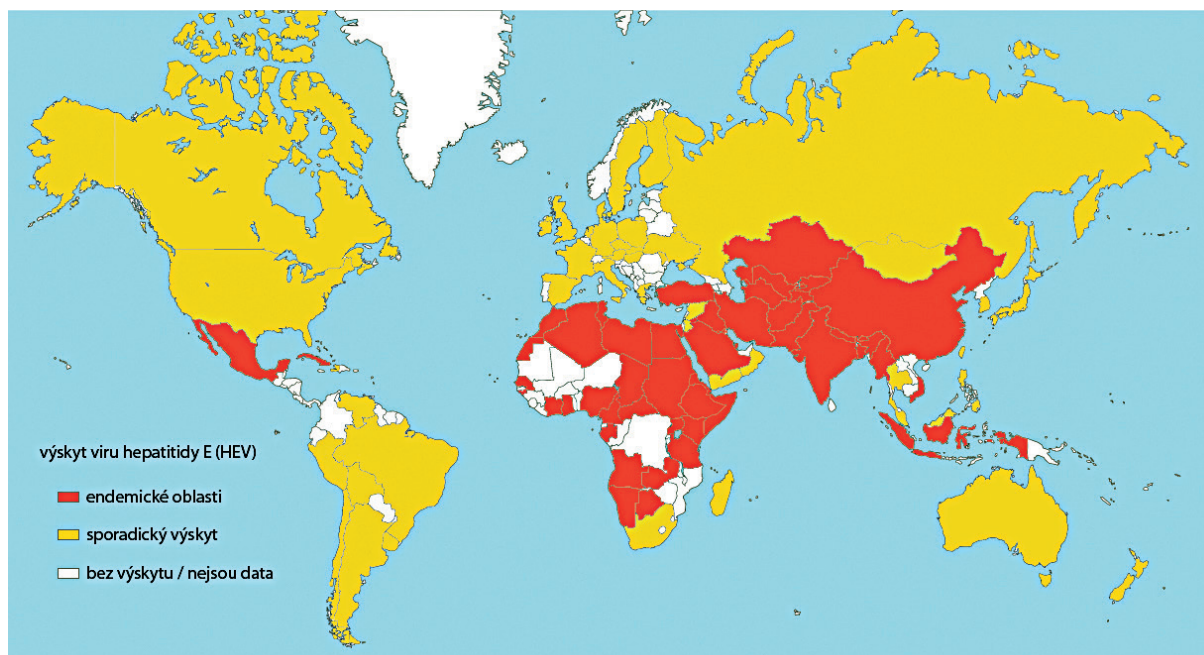 výskyt viru hepatitidy E (HEV)
endemické oblasti
sporadický výskyt
bez výskytu / nejsou data